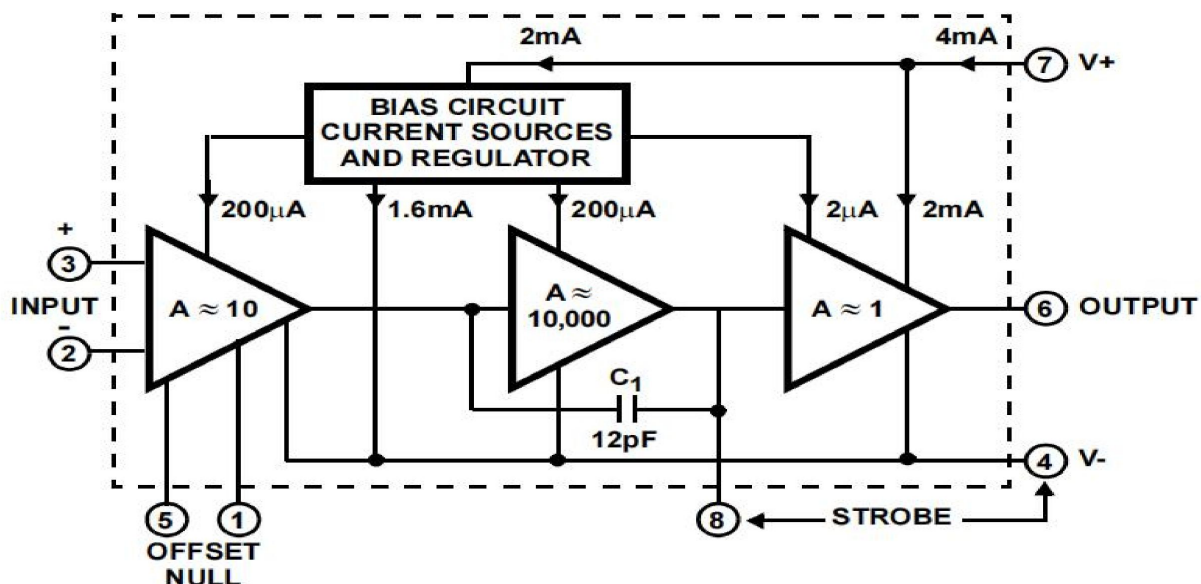 2mA
4mA
7
V+
BIAS CIRCUIT
CURRENT SOURCES
AND REGULATOR
200µA
1.6mA
200µA
2µA
2mA
+
3
INPUT
-
2
A ≈ 10
A ≈
10,000
A ≈ 1
6
OUTPUT
C1
12pF
4
V-
5
1
8
STROBE
OFFSET
NULL